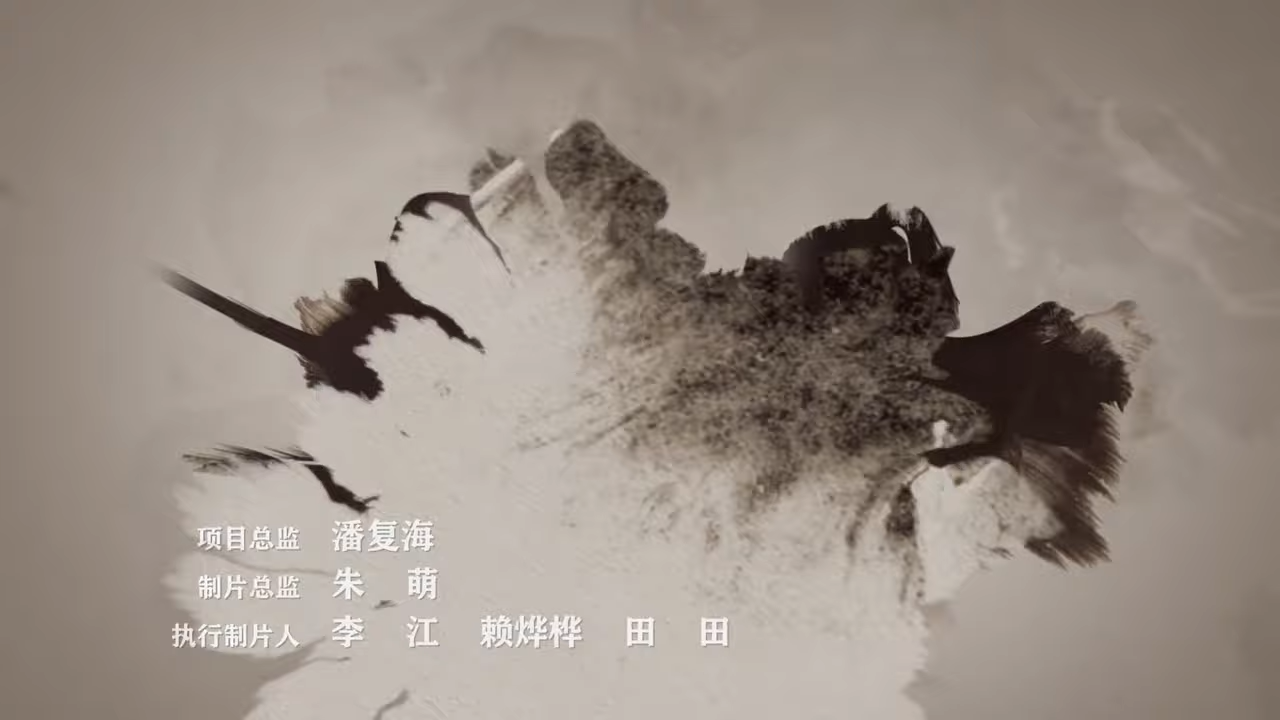 项目总监 潘复海
制片总监 朱 萌
执行制片人 李 江 赖烨桦 田 田